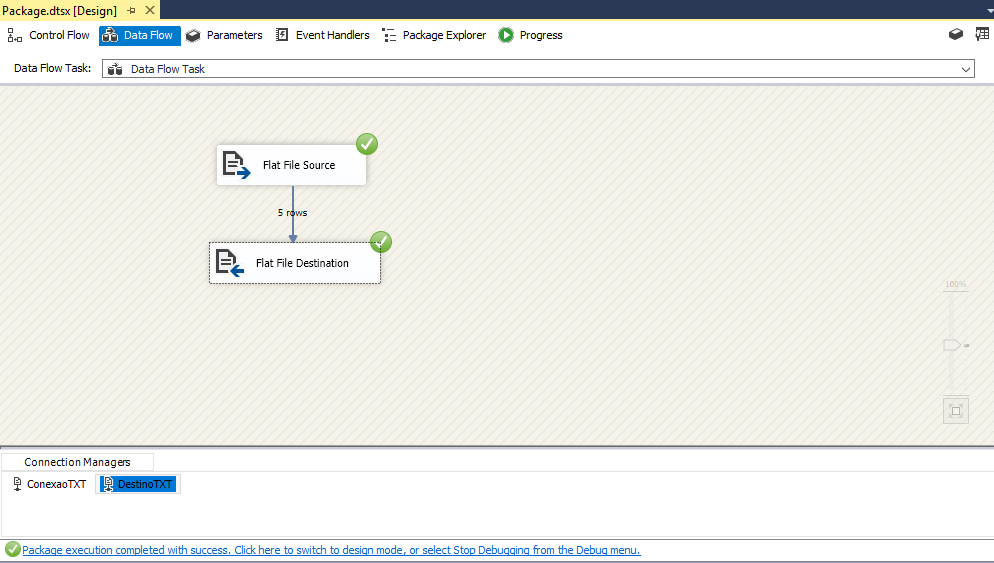 Package.dtsx [Design]
Control Flow Data Flow Parameters Event Handlers Package Explorer Progress
Data Flow Task: Data Flow Task
Flat File Source
5 rows
Flat File Destination
100%
Connection Managers
ConexaoTXT DestinoTXT
Package execution completed with success. Click here to switch to design mode, or select Stop Debugging from the Debug menu.